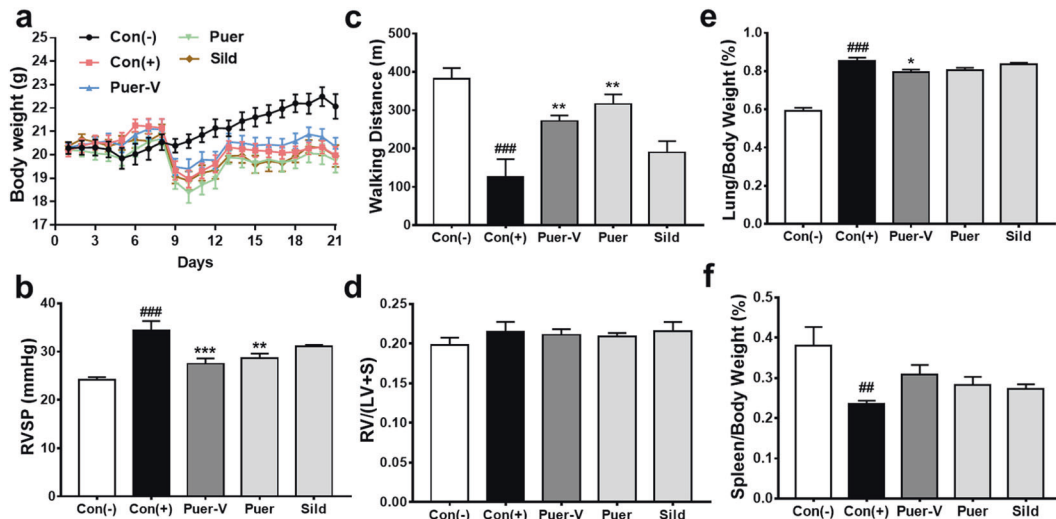 a
Body weight (g)
25
24
23
22
21
20
19
18
17
0 3 6 9 12 15 18 21
Days
Con(-)
Con(+)
Puer-V
Puer
Sild
b
RVSP (mmHg)
40
30
20
10
0
###
***
**
Con(-) Con(+) Puer-V Puer Sild
c
Walking Distance (m)
500
400
300
200
100
0
###
**
**
Con(-) Con(+) Puer-V Puer Sild
d
RV/(LV+S)
0.25
0.20
0.15
0.10
0.05
0.00
Con(-) Con(+) Puer-V Puer Sild
e
Lung/Body Weight (%)
1.0
0.8
0.6
0.4
0.2
0.0
###
*
Con(-) Con(+) Puer-V Puer Sild
f
Spleen/Body Weight (%)
0.5
0.4
0.3
0.2
0.1
0.0
##
Con(-) Con(+) Puer-V Puer Sild